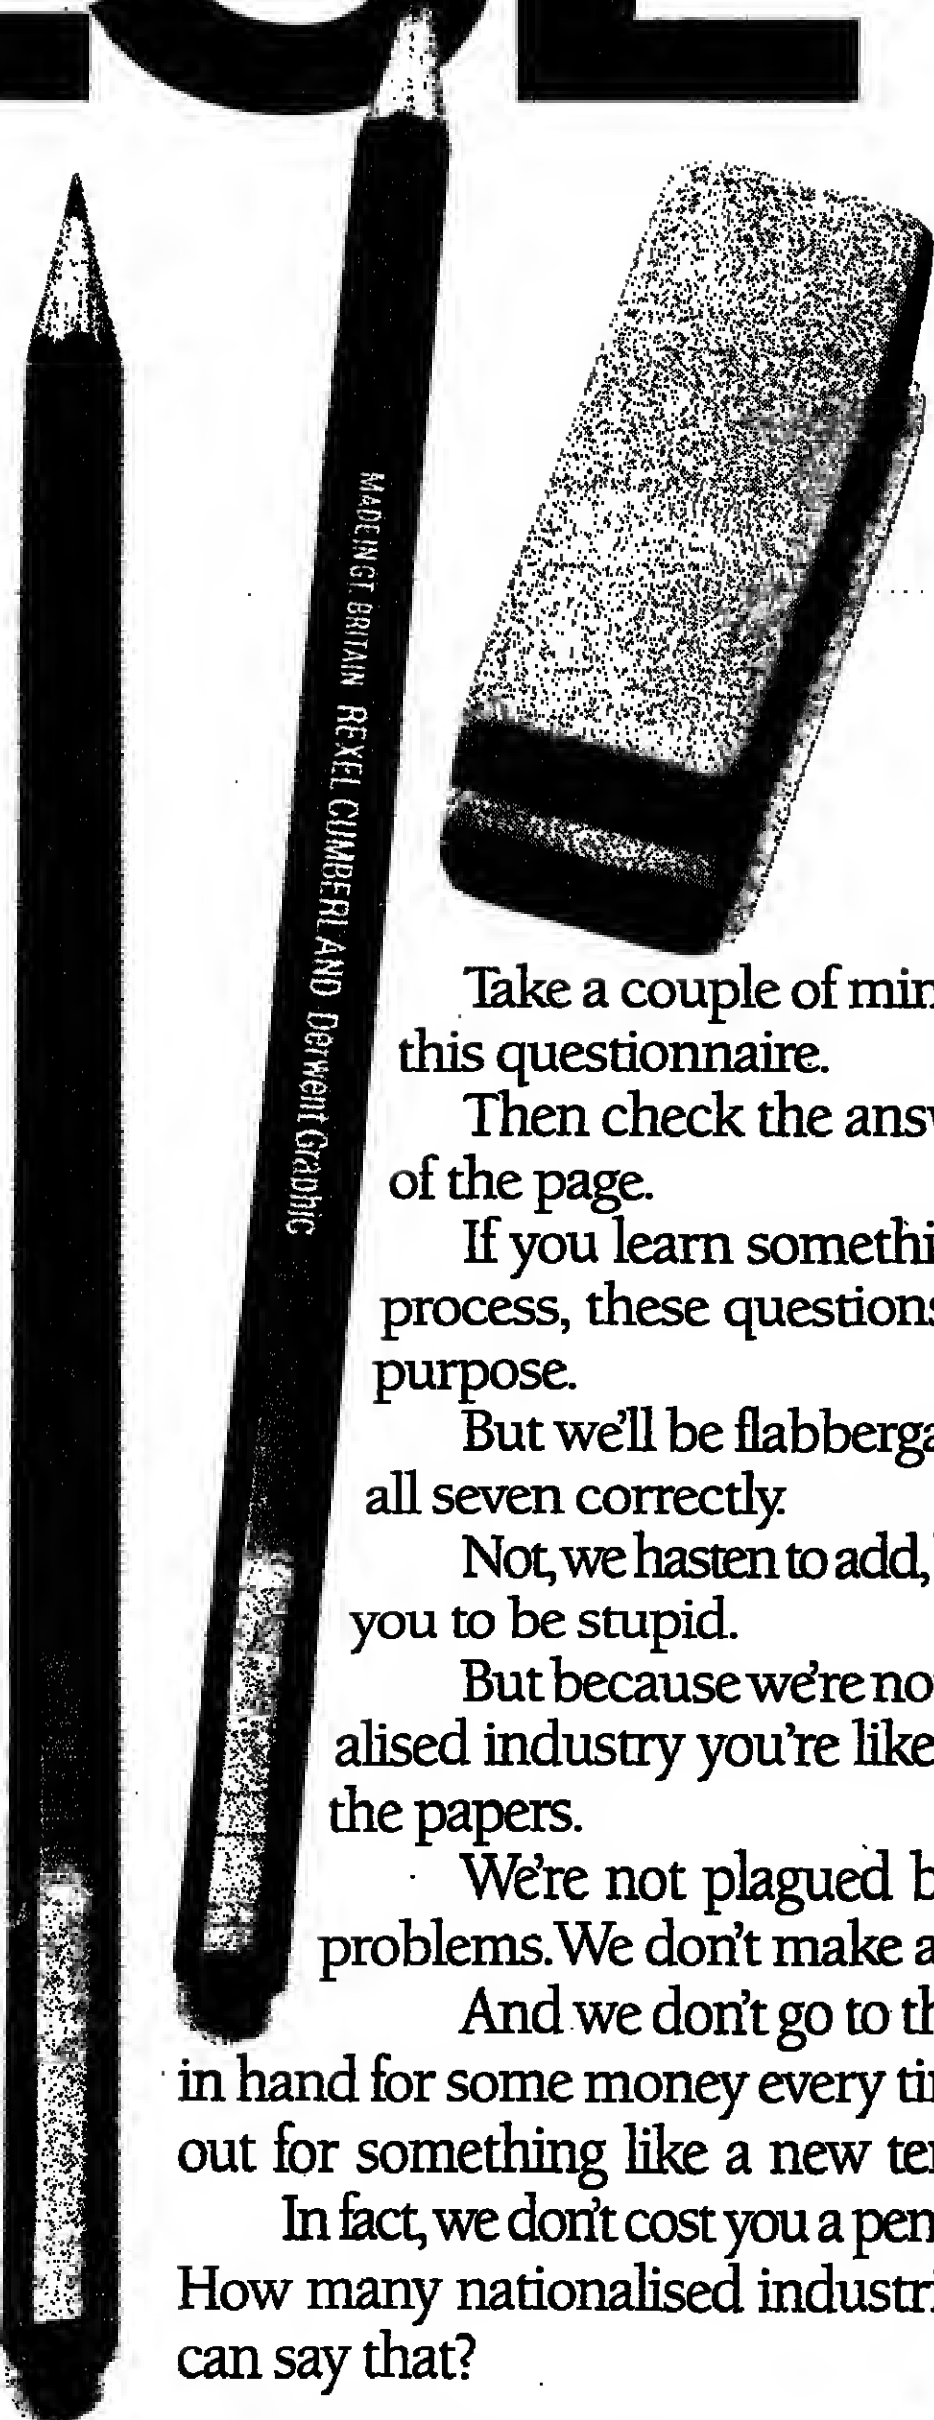 MADE IN GT. BRITAIN REXEL CUMBERLAND Derwent Graphic
Take a couple of min
this questionnaire.
Then check the answ
of the page.
If you learn somethi
process, these questions
purpose.
But we'll be flabberga
all seven correctly.
Not, we hasten to add,
you to be stupid.
But because we're no
alised industry you're like
the papers.
We're not plagued b
problems. We don't make a
And we don't go to th
in hand for some money every tim
out for something like a new ter
In fact, we don't cost you a pen
How many nationalised industri
can say that?